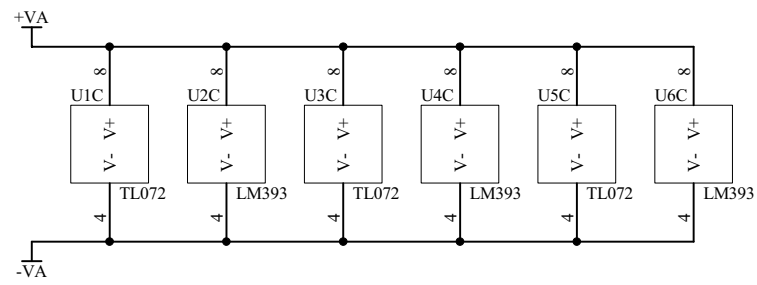 +VA
8 8 8 8 8 8
U1C U2C U3C U4C U5C U6C
V- V+ V- V+ V- V+ V- V+ V- V+ V- V+
TL072 LM393 TL072 LM393 TL072 LM393
4 4 4 4 4 4
-VA